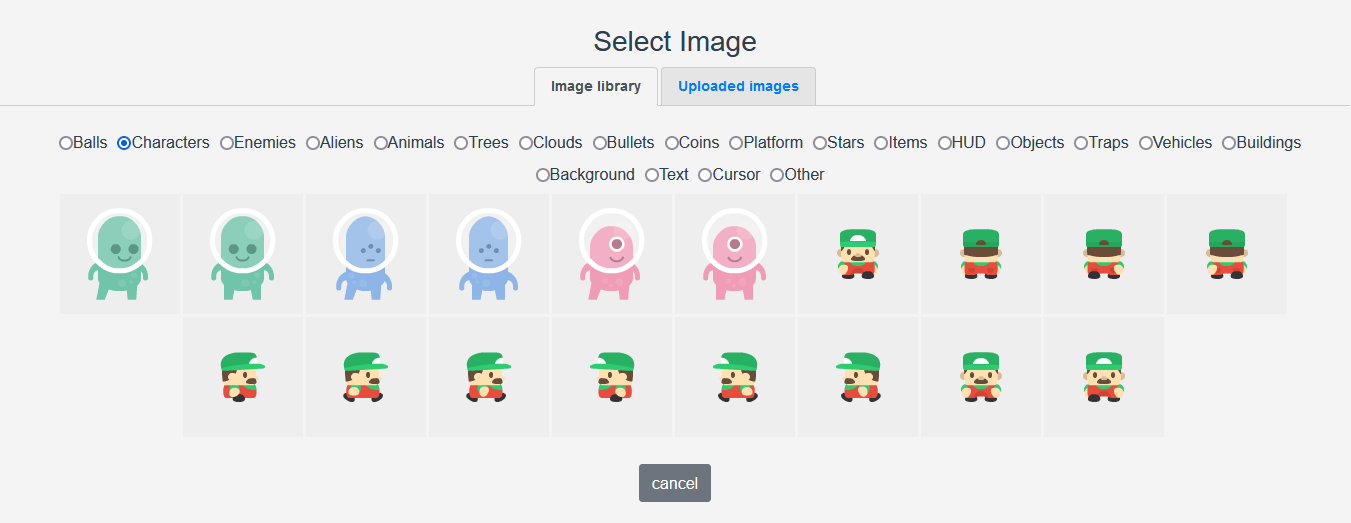 Select Image
Image library Uploaded images
Balls Characters Enemies Aliens Animals Trees Clouds Bullets Coins Platform Stars Items HUD Objects Traps Vehicles Buildings
Background Text Cursor Other
cancel